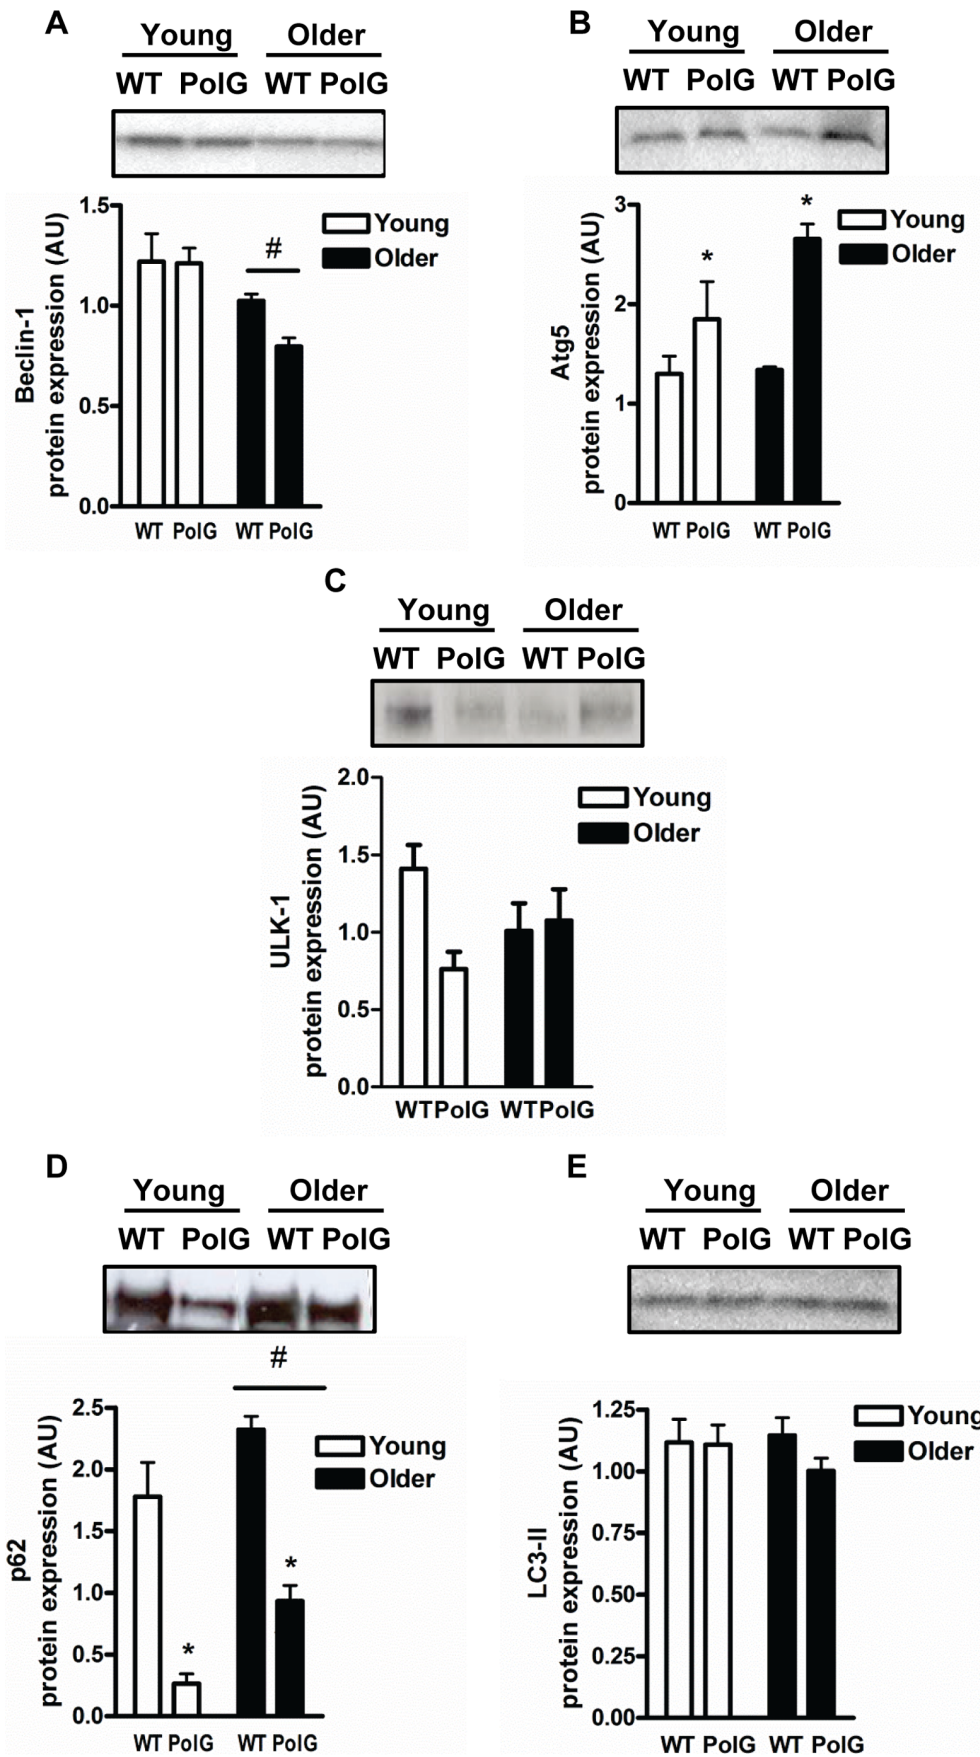 A
Young Older
WT PolG WT PolG
Beclin-1
protein expression (AU)
1.5
1.0
0.5
0.0
#
Young
Older
WT PolG WT PolG
B
Young Older
WT PolG WT PolG
Atg5
protein expression (AU)
3
2
1
0
*
*
Young
Older
WT PolG WT PolG
C
Young Older
WT PolG WT PolG
ULK-1
protein expression (AU)
2.0
1.5
1.0
0.5
0.0
Young
Older
WT PolG WT PolG
D
Young Older
WT PolG WT PolG
#
p62
protein expression (AU)
2.5
2.0
1.5
1.0
0.5
0.0
*
*
Young
Older
WT PolG WT PolG
E
Young Older
WT PolG WT PolG
LC3-II
protein expression (AU)
1.25
1.00
0.75
0.50
0.25
0.00
Young
Older
WT PolG WT PolG